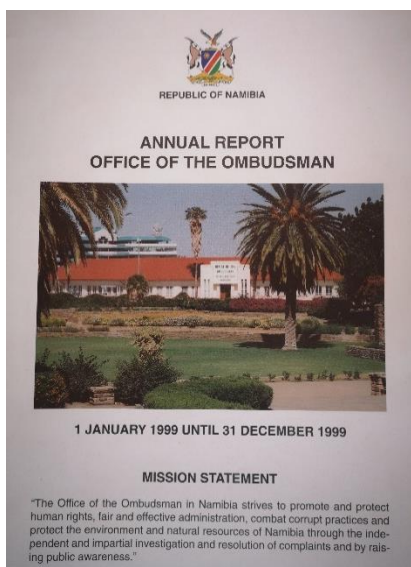 REPUBLIC OF NAMIBIA
ANNUAL REPORT
OFFICE OF THE OMBUDSMAN
1 JANUARY 1999 UNTIL 31 DECEMBER 1999
MISSION STATEMENT
"The Office of the Ombudsman in Namibia strives to promote and protect
human rights, fair and effective administration, combat corrupt practices and
protect the environment and natural resources of Namibia through the inde-
pendent and impartial investigation and resolution of complaints and by rais-
ing public awareness."